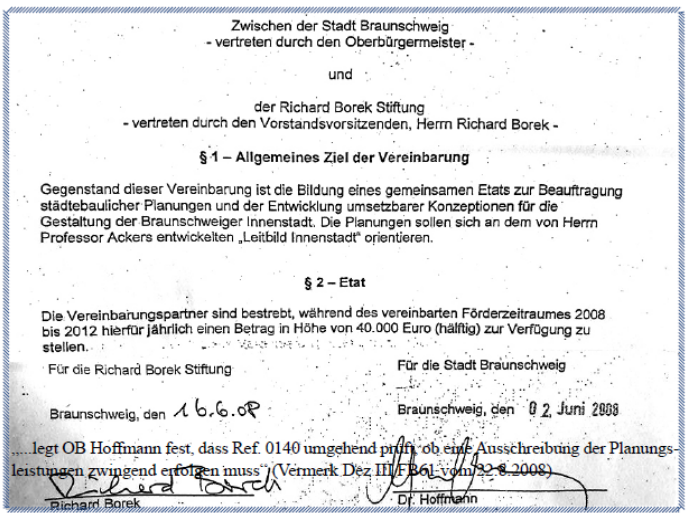 Zwischen der Stadt Braunschweig
- vertreten durch den Oberbürgermeister -
und
der Richard Borek Stiftung
- vertreten durch den Vorstandsvorsitzenden, Herrn Richard Borek -
§ 1 – Allgemeines Ziel der Vereinbarung
Gegenstand dieser Vereinbarung ist die Bildung eines gemeinsamen Etats zur Beauftragung
städtebaulicher Planungen und der Entwicklung umsetzbarer Konzeptionen für die
Gestaltung der Braunschweiger Innenstadt. Die Planungen sollen sich an dem von Herrn
Professor Ackers entwickelten „Leitbild Innenstadt" orientieren.
§ 2 – Etat
Die Vereinbarungspartner sind bestrebt, während des vereinbarten Förderzeitraumes 2008
bis 2012 hierfür jährlich einen Betrag in Höhe von 40.000 Euro (hälftig) zur Verfügung zu
stellen.
Für die Richard Borek Stiftung
Für die Stadt Braunschweig
Braunschweig, den 16.6.08
Braunschweig, den 02. Juni 2008
„...legt OB Hoffmann fest, dass Ref. 0140 umgehend prüft, ob eine Ausschreibung der Planungs-
leistungen zwingend erfolgen muss" (Vermerk Dez III/FB61 vom 22.8.2008)
Richard Borek
Richard Borek
Dr. Hoffmann